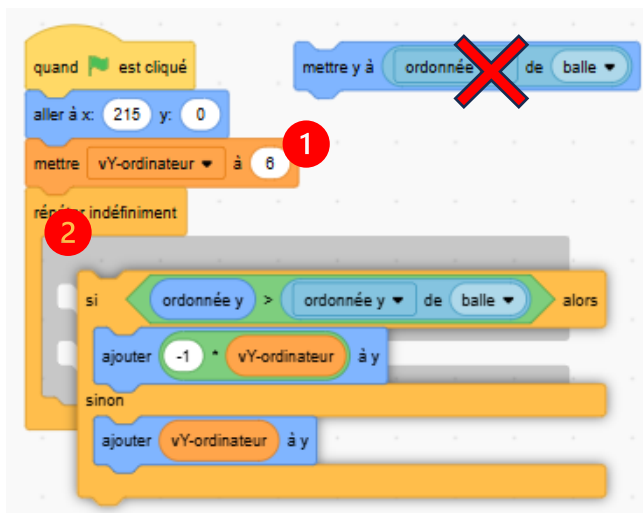 quand est cliqué
mettre y à ordonnée de balle
aller à x: 215 y: 0
1
mettre vY-ordinateur à 6
répéter indéfiniment
2
si ordonnée y > ordonnée y de balle alors
ajouter -1 * vY-ordinateur à y
sinon
ajouter vY-ordinateur à y